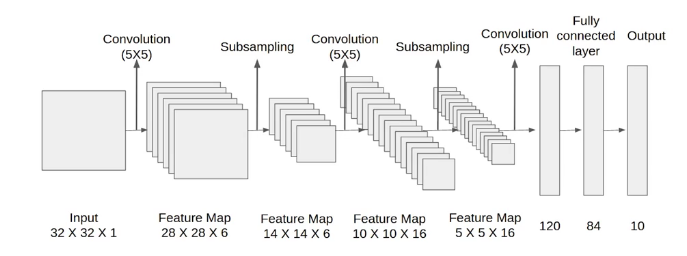 Convolution
(5X5)
Subsampling
Convolution
(5X5)
Subsampling
Convolution
(5X5)
Fully
connected
layer
Output
Input
32 X 32 X 1
Feature Map
28 X 28 X 6
Feature Map
14 X 14 X 6
Feature Map
10 X 10 X 16
Feature Map
5 X 5 X 16
120
84
10